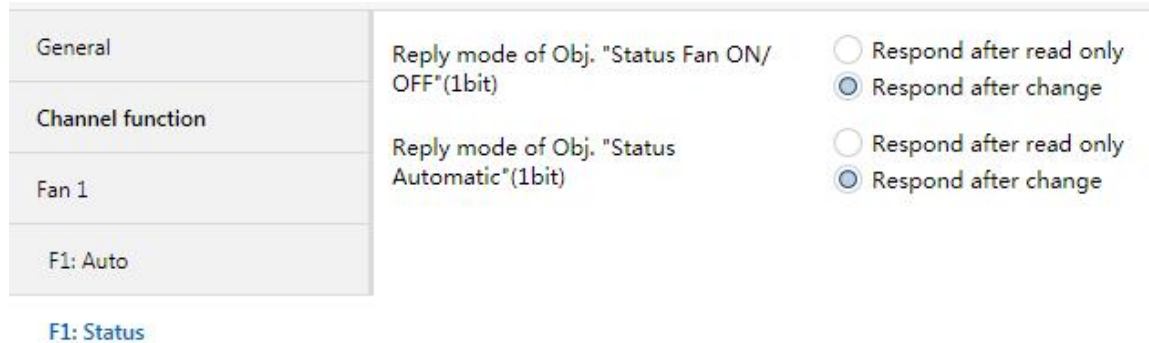 General
Channel function
Fan 1
F1: Auto
F1: Status
Reply mode of Obj. "Status Fan ON/
OFF"(1bit)
Respond after read only
Respond after change
Reply mode of Obj. "Status
Automatic"(1bit)
Respond after read only
Respond after change